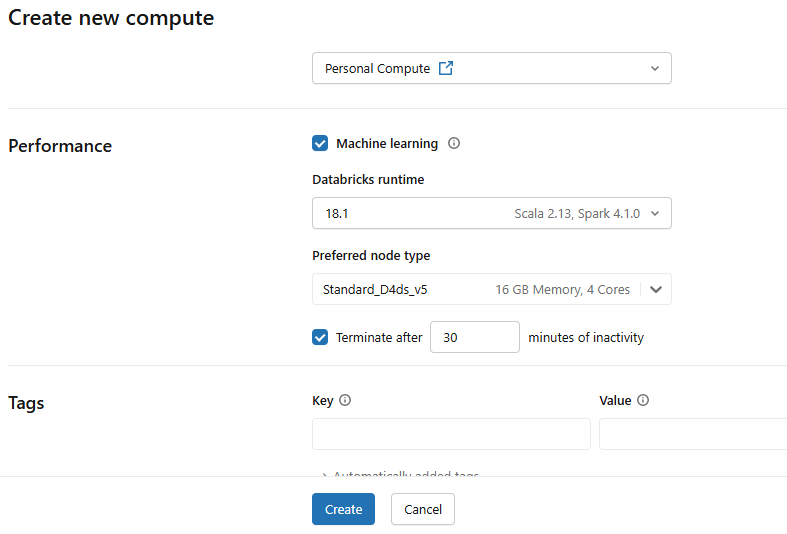 Create new compute
Personal Compute
Performance
Machine learning
Databricks runtime
18.1 Scala 2.13, Spark 4.1.0
Preferred node type
Standard_D4ds_v5 16 GB Memory, 4 Cores
Terminate after 30 minutes of inactivity
Tags
Key Value
Automatically added tags
Create Cancel